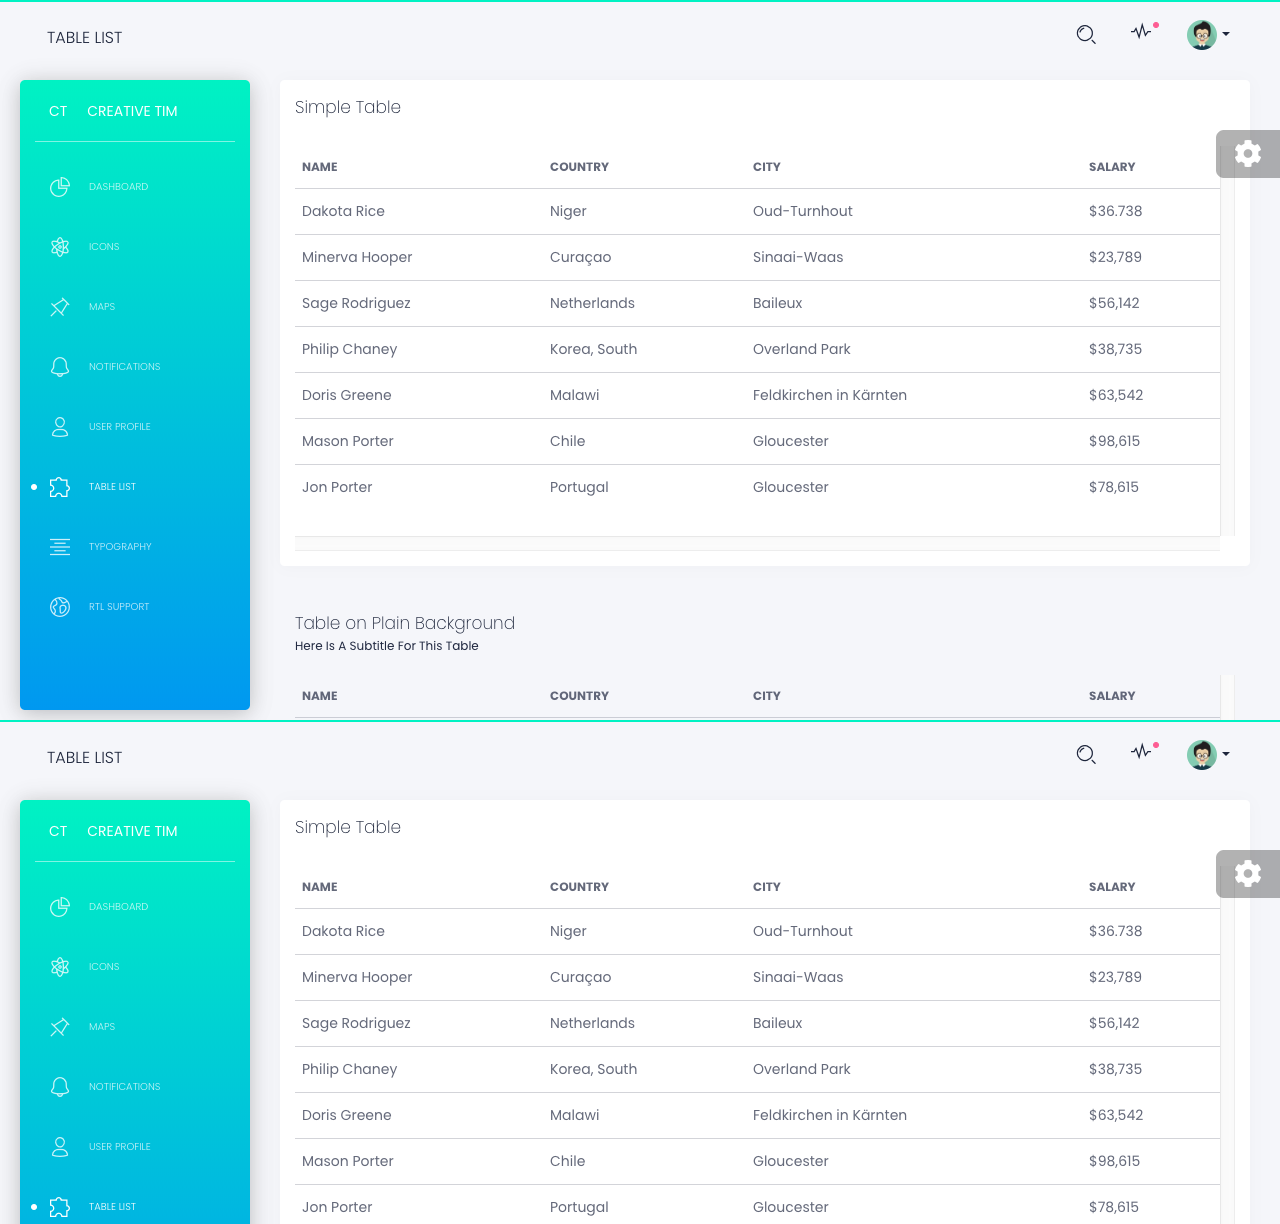 TABLE LIST
CT CREATIVE TIM
DASHBOARD
ICONS
MAPS
NOTIFICATIONS
USER PROFILE
TABLE LIST
TYPOGRAPHY
RTL SUPPORT
Simple Table
NAME COUNTRY CITY SALARY
Dakota Rice Niger Oud-Turnhout $36.738
Minerva Hooper Curaçao Sinaai-Waas $23,789
Sage Rodriguez Netherlands Baileux $56,142
Philip Chaney Korea, South Overland Park $38,735
Doris Greene Malawi Feldkirchen in Kärnten $63,542
Mason Porter Chile Gloucester $98,615
Jon Porter Portugal Gloucester $78,615
Table on Plain Background
Here Is A Subtitle For This Table
NAME COUNTRY CITY SALARY
TABLE LIST
CT CREATIVE TIM
DASHBOARD
ICONS
MAPS
NOTIFICATIONS
USER PROFILE
TABLE LIST
Simple Table
NAME COUNTRY CITY SALARY
Dakota Rice Niger Oud-Turnhout $36.738
Minerva Hooper Curaçao Sinaai-Waas $23,789
Sage Rodriguez Netherlands Baileux $56,142
Philip Chaney Korea, South Overland Park $38,735
Doris Greene Malawi Feldkirchen in Kärnten $63,542
Mason Porter Chile Gloucester $98,615
Jon Porter Portugal Gloucester $78,615